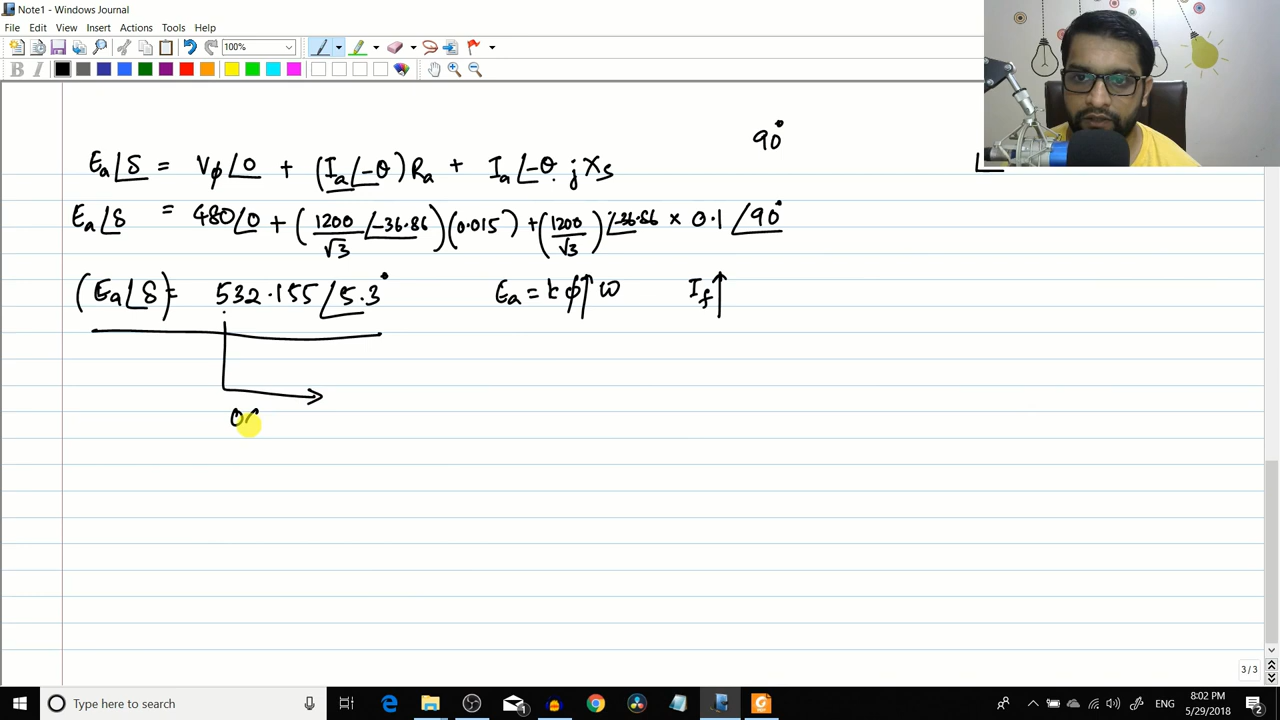 Note1 - Windows Journal
File Edit View Insert Actions Tools Help
100%
B I
90°
Ea∠δ = Vϕ∠0 + (Ia∠-θ)Ra + Ia∠-θ. jXs
Ea∠δ = 480∠0 + (1200/√3 ∠-36.86)(0.015) + (1200/√3)∠-36.86 × 0.1∠90°
(Ea∠δ) = 532.155∠5.3° Ea = kϕ↑ω If↑
3/3
Type here to search
ENG
8:02 PM
5/29/2018
2